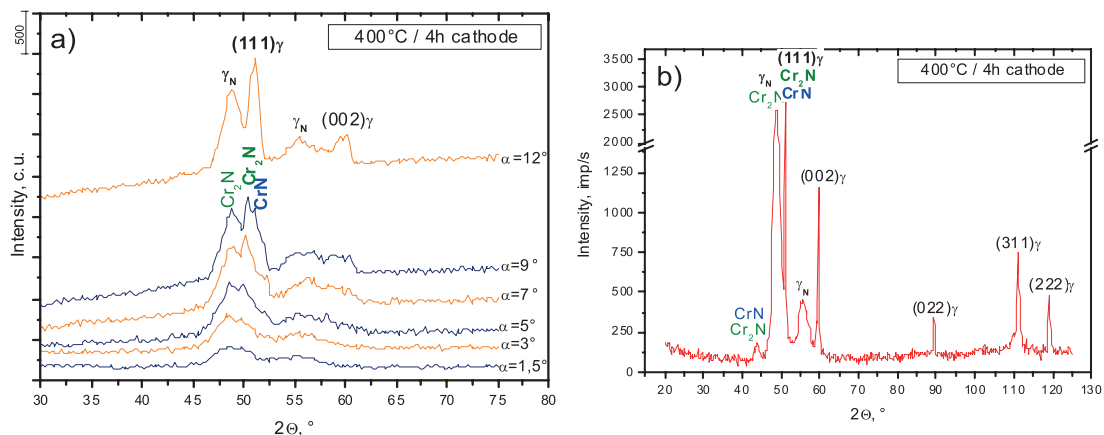 a)
400°C / 4h cathode
500
(111)γ
γN
γN
(002)γ
α=12°
Cr2N
Cr2N
CrN
α=9°
α=7°
α=5°
α=3°
α=1,5°
Intensity, c.u.
30 35 40 45 50 55 60 65 70 75 80
2Θ, °
b)
400°C / 4h cathode
(111)γ
γN
Cr2N
Cr2N
CrN
3500
3000
2500
2000
1250
1000
750
500
250
0
(002)γ
γN
(311)γ
(222)γ
(022)γ
CrN
Cr2N
Intensity, imp/s
20 30 40 50 60 70 80 90 100 110 120 130
2Θ, °